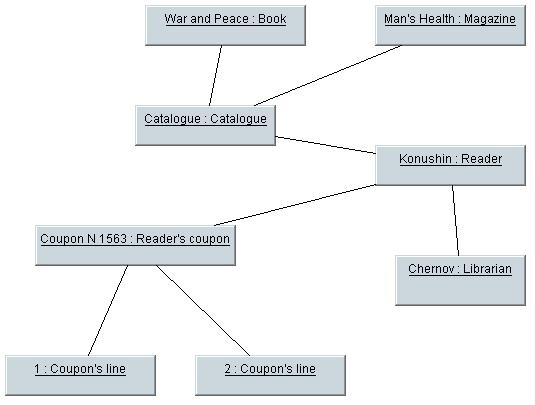 War and Peace : Book
Man's Health : Magazine
Catalogue : Catalogue
Konushin : Reader
Coupon N 1563 : Reader's coupon
Chernov : Librarian
1 : Coupon's line
2 : Coupon's line